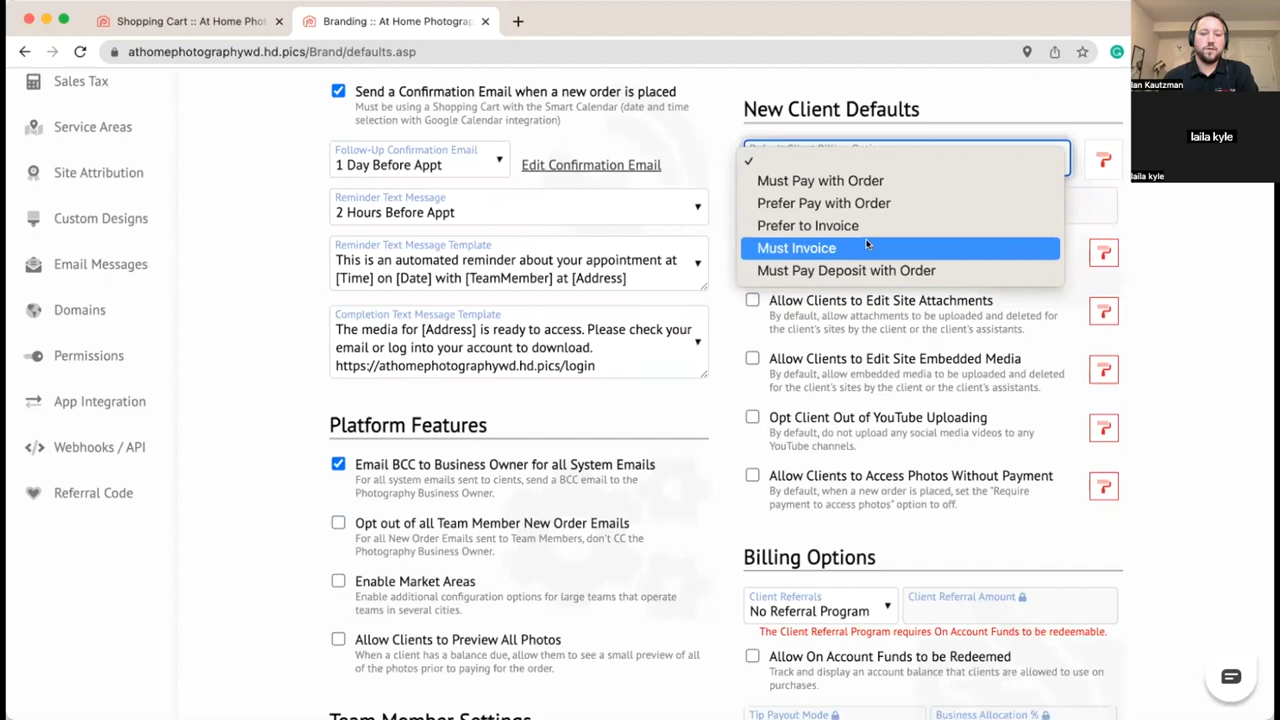 Shopping Cart :: At Home Phot
Branding :: At Home Photograp
athomephotographywd.hd.pics/Brand/defaults.asp
Sales Tax
Service Areas
Site Attribution
Custom Designs
Email Messages
Domains
Permissions
App Integration
Webhooks / API
Referral Code
Send a Confirmation Email when a new order is placed
Must be using a Shopping Cart with the Smart Calendar (date and time
selection with Google Calendar integration)
Follow-Up Confirmation Email
1 Day Before Appt
Edit Confirmation Email
Reminder Text Message
2 Hours Before Appt
Reminder Text Message Template
This is an automated reminder about your appointment at
[Time] on [Date] with [TeamMember] at [Address]
Completion Text Message Template
The media for [Address] is ready to access. Please check your
email or log into your account to download.
https://athomephotographywd.hd.pics/login
Platform Features
Email BCC to Business Owner for all System Emails
For all system emails sent to cients, send a BCC email to the
Photography Business Owner.
Opt out of all Team Member New Order Emails
For all New Order Emails sent to Team Members, don't CC the
Photography Business Owner.
Enable Market Areas
Enable additional configuration options for large teams that operate
teams in several cities.
Allow Clients to Preview All Photos
When a client has a balance due, allow them to see a small preview of all
of the photos prior to paying for the order.
Team Member Settings
New Client Defaults
Must Pay with Order
Prefer Pay with Order
Prefer to Invoice
Must Invoice
Must Pay Deposit with Order
Allow Clients to Edit Site Attachments
By default, allow attachments to be uploaded and deleted
for the client's sites by the client or the client's assistants.
Allow Clients to Edit Site Embedded Media
By default, allow embedded media to be uploaded and deleted
for the client's sites by the client or the client's assistants.
Opt Client Out of YouTube Uploading
By default, do not upload any social media videos to any
YouTube channels.
Allow Clients to Access Photos Without Payment
By default, when a new order is placed, set the "Require
payment to access photos" option to off.
Billing Options
Client Referrals
No Referral Program
Client Referral Amount
The Client Referral Program requires On Account Funds to be redeemable.
Allow On Account Funds to be Redeemed
Track and display an account balance that clients are allowed to use on
purchases.
Tip Payout Mode
Business Allocation %
lan Kautzman
laila kyle
laila kyle